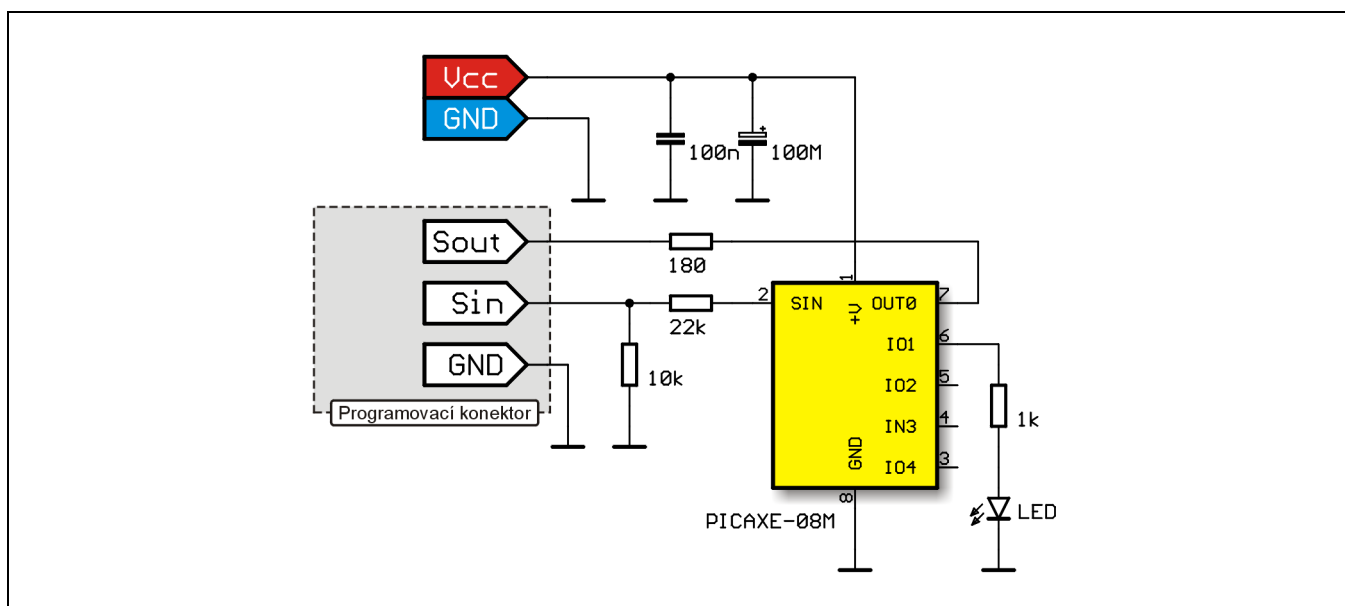 Vcc
GND
100n
100M
+
Sout
180
Sin
22k
GND
10k
Programovací konektor
1
2
SIN
+V
OUT0
7
IO1
6
IO2
5
IN3
4
GND
IO4
3
8
PICAXE-08M
1k
LED